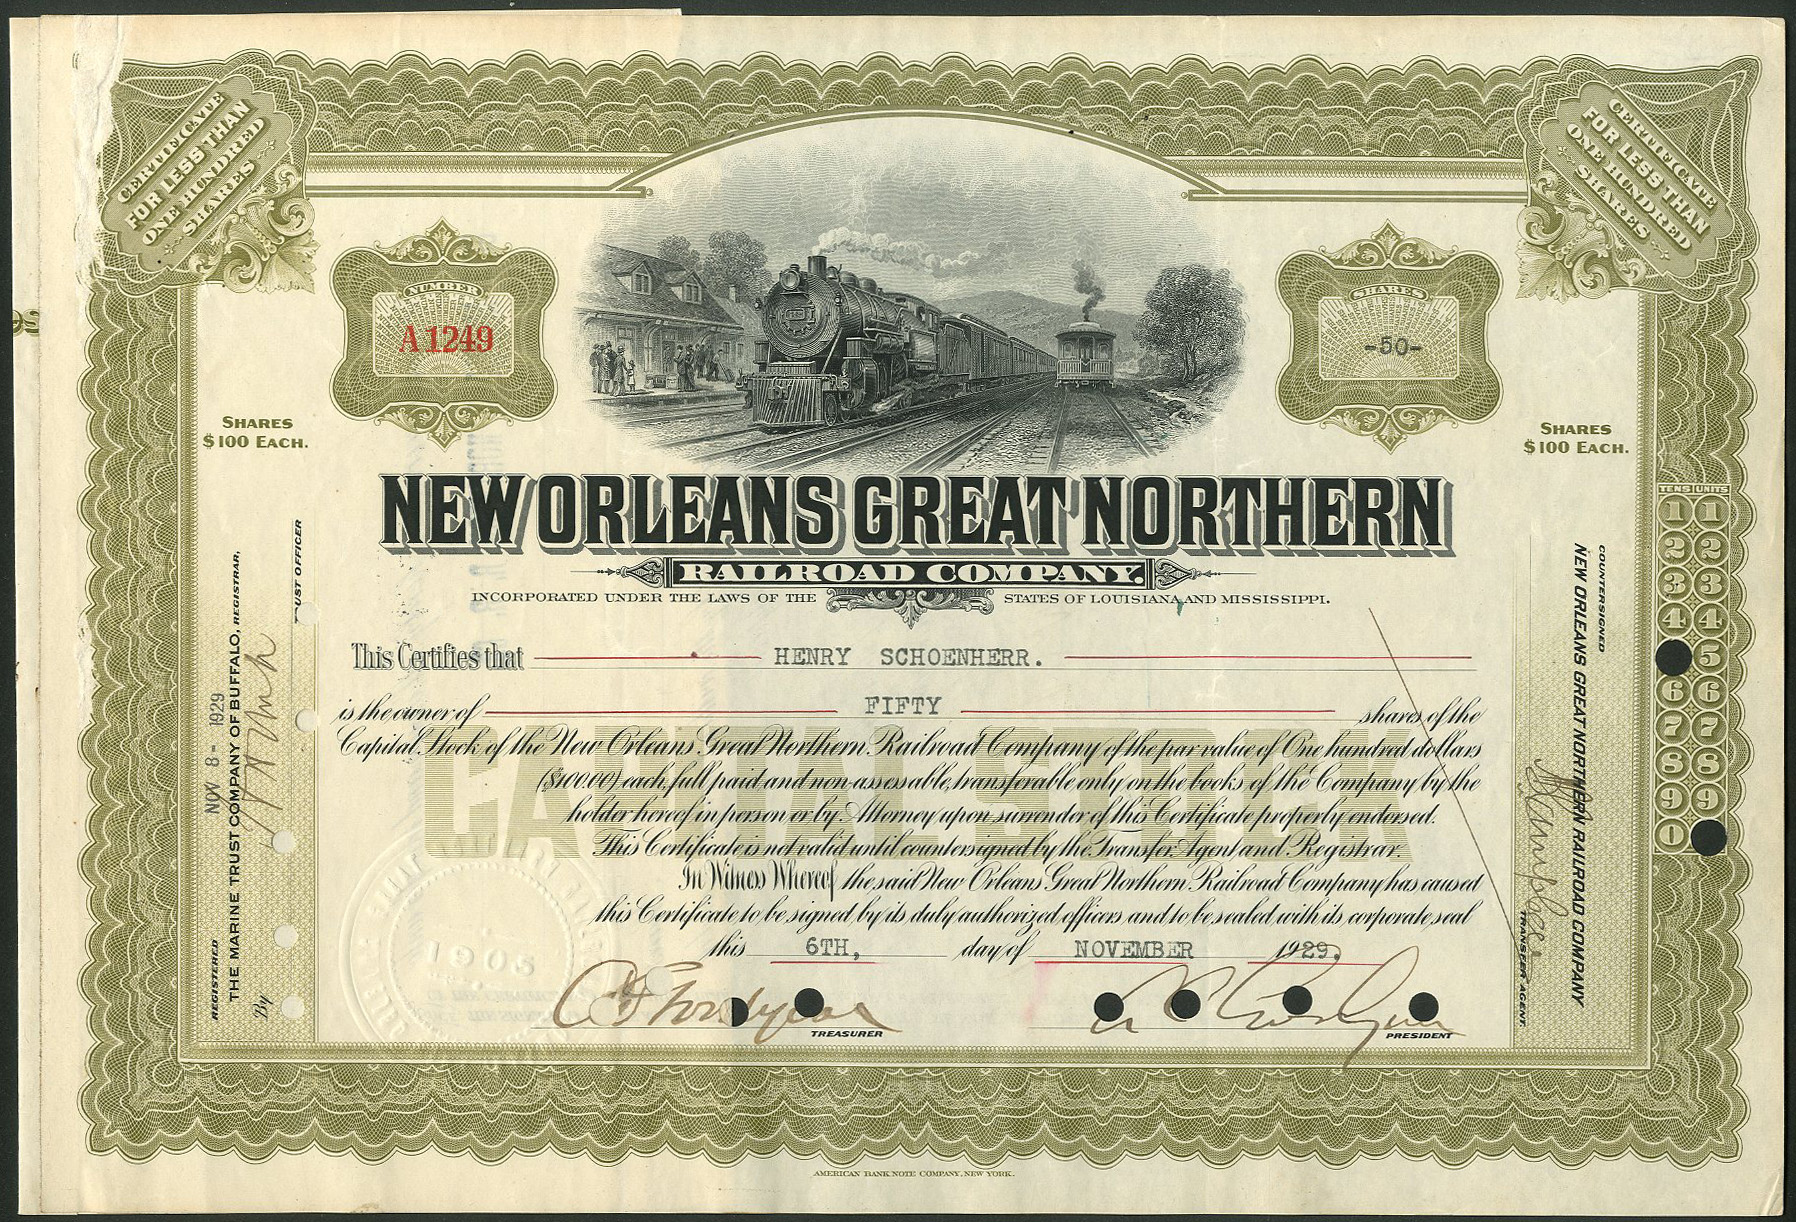 CERTIFICATE
FOR LESS THAN
ONE HUNDRED
SHARES
CERTIFICATE
FOR LESS THAN
ONE HUNDRED
SHARES
NUMBER
A1249
SHARES
-50-
SHARES
$100 EACH.
SHARES
$100 EACH.
NEW ORLEANS GREAT NORTHERN
RAILROAD COMPANY.
INCORPORATED UNDER THE LAWS OF THE STATES OF LOUISIANA AND MISSISSIPPI.
This Certifies that HENRY SCHOENHERR.
is the owner of FIFTY shares of the
Capital Stock of the New Orleans Great Northern Railroad Company of the par value of One hundred dollars
($100.00) each, full paid and non-assessable, transferable only on the books of the Company by the
holder hereof in person or by Attorney upon surrender of this Certificate properly endorsed.
This Certificate is not valid until countersigned by the Transfer Agent and Registrar.
In Witness Whereof the said New Orleans Great Northern Railroad Company has caused
this Certificate to be signed by its duly authorized officers and to be sealed with its corporate seal
this 6TH, day of NOVEMBER 1929.
CAPITAL STOCK
1905
TREASURER
PRESIDENT
REGISTERED
NOV 8- 1929
THE MARINE TRUST COMPANY OF BUFFALO, REGISTRAR,
By
TRUST OFFICER
COUNTERSIGNED
NEW ORLEANS GREAT NORTHERN RAILROAD COMPANY
TRANSFER AGENT
TENS UNITS
1 1
2 2
3 3
4 4
5
6 6
7 7
8 8
9 9
0
AMERICAN BANK NOTE COMPANY, NEW YORK.